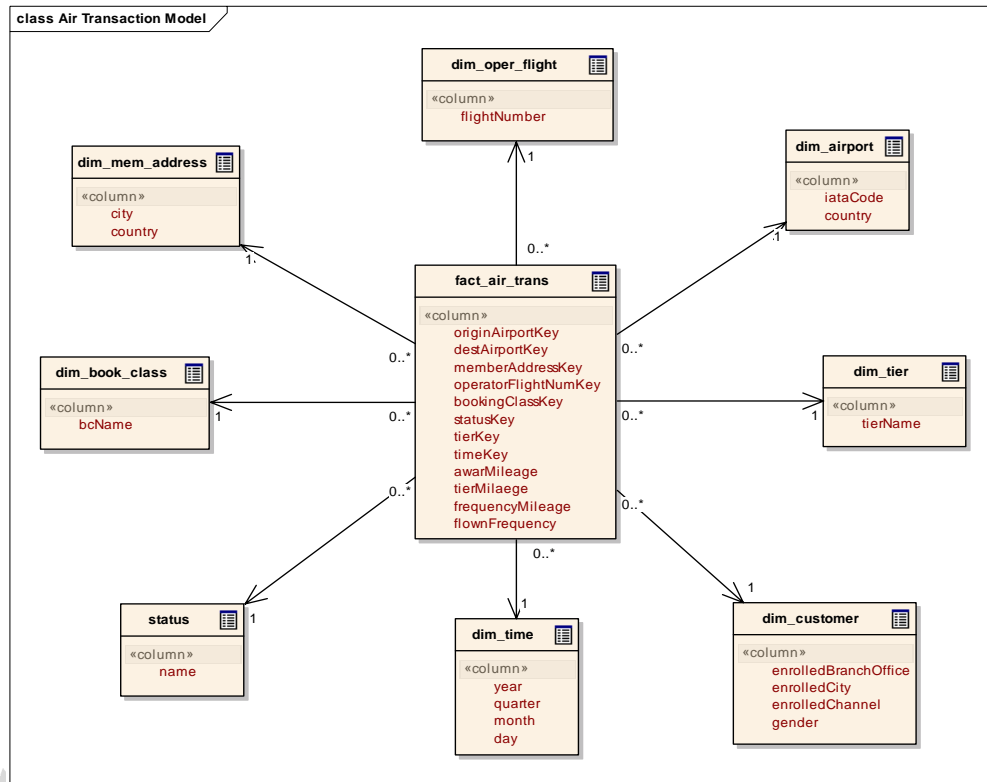 class Air Transaction Model
dim_oper_flight
«column»
flightNumber
1
dim_mem_address
«column»
city
country
1.
dim_airport
«column»
iataCode
country
1
0..*
fact_air_trans
«column»
originAirportKey
destAirportKey
memberAddressKey
operatorFlightNumKey
bookingClassKey
statusKey
tierKey
timeKey
awarMileage
tierMilaege
frequencyMileage
flownFrequency
0..*
0..*
dim_book_class
«column»
bcName
1
0..*
dim_tier
«column»
tierName
0..*
1
0..*
0..*
0..*
status
«column»
name
1
dim_time
«column»
year
quarter
month
day
1
dim_customer
«column»
enrolledBranchOffice
enrolledCity
enrolledChannel
gender
1